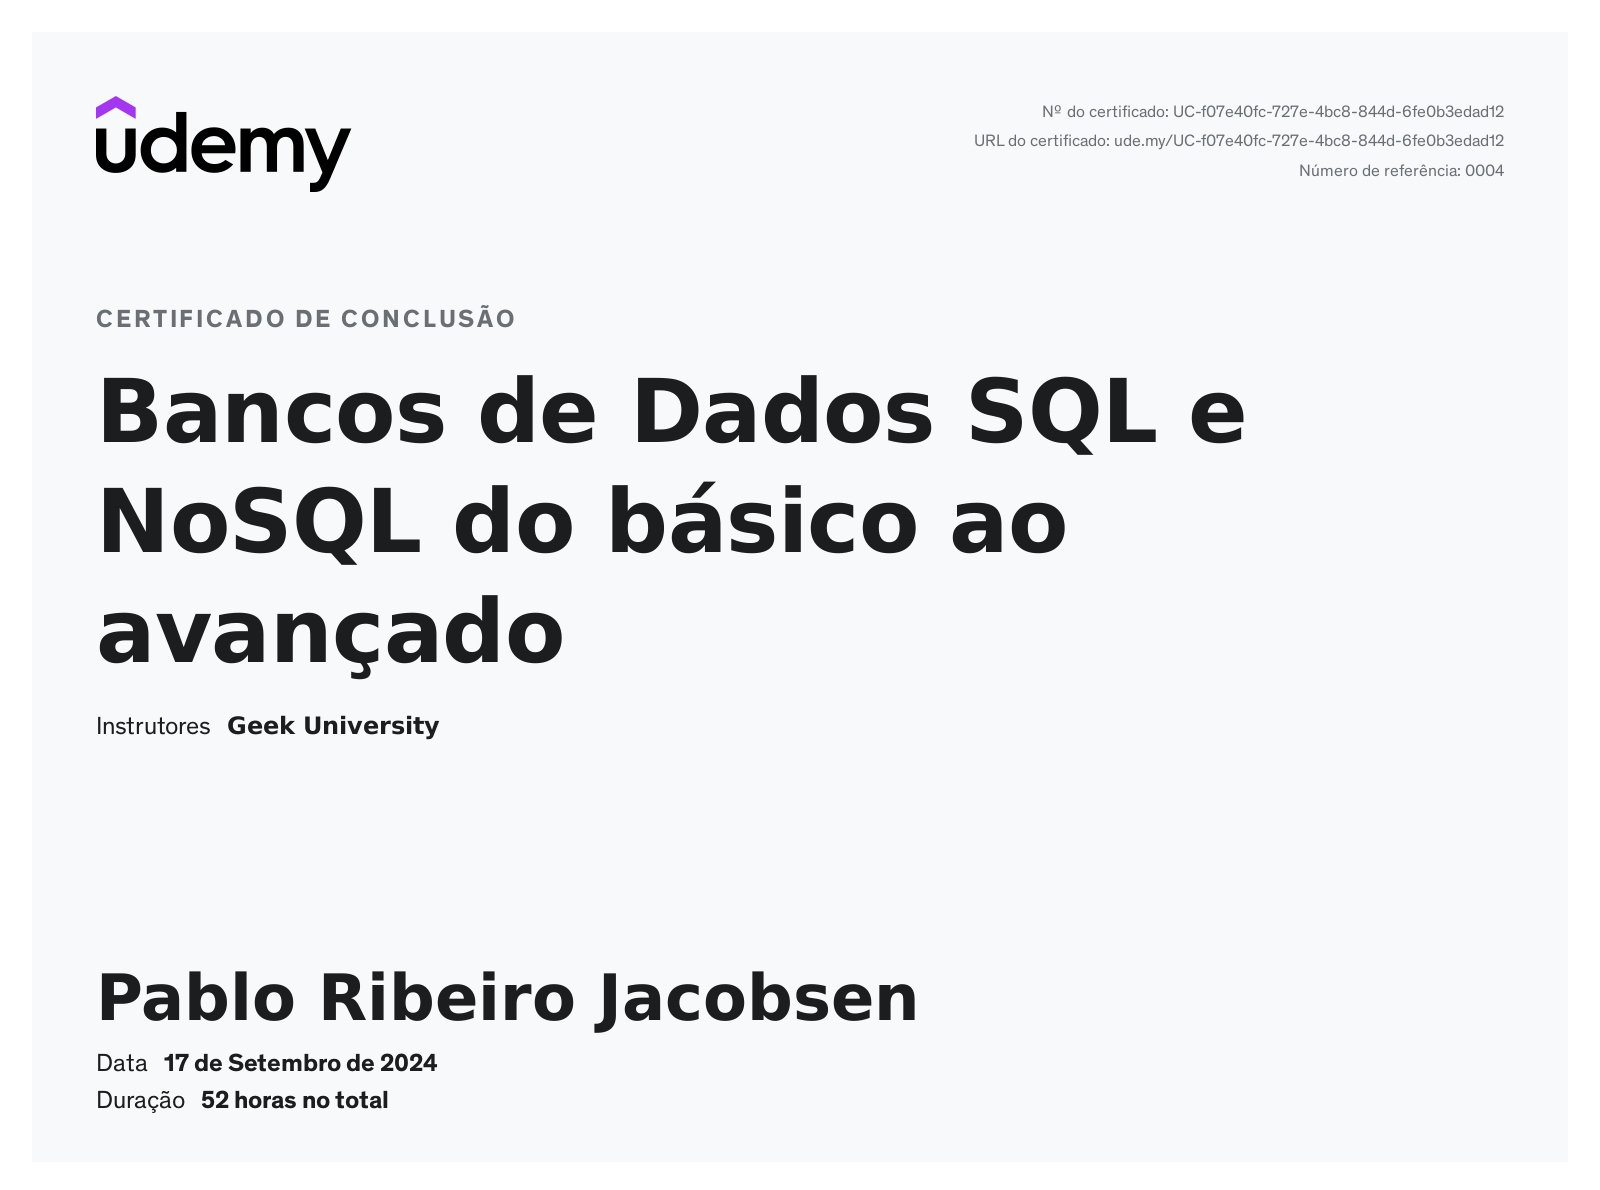 udemy
Nº do certificado: UC-f07e40fc-727e-4bc8-844d-6fe0b3edad12
URL do certificado: ude.my/UC-f07e40fc-727e-4bc8-844d-6fe0b3edad12
Número de referência: 0004
CERTIFICADO DE CONCLUSÃO
Bancos de Dados SQL e
NoSQL do básico ao
avançado
Instrutores Geek University
Pablo Ribeiro Jacobsen
Data 17 de Setembro de 2024
Duração 52 horas no total